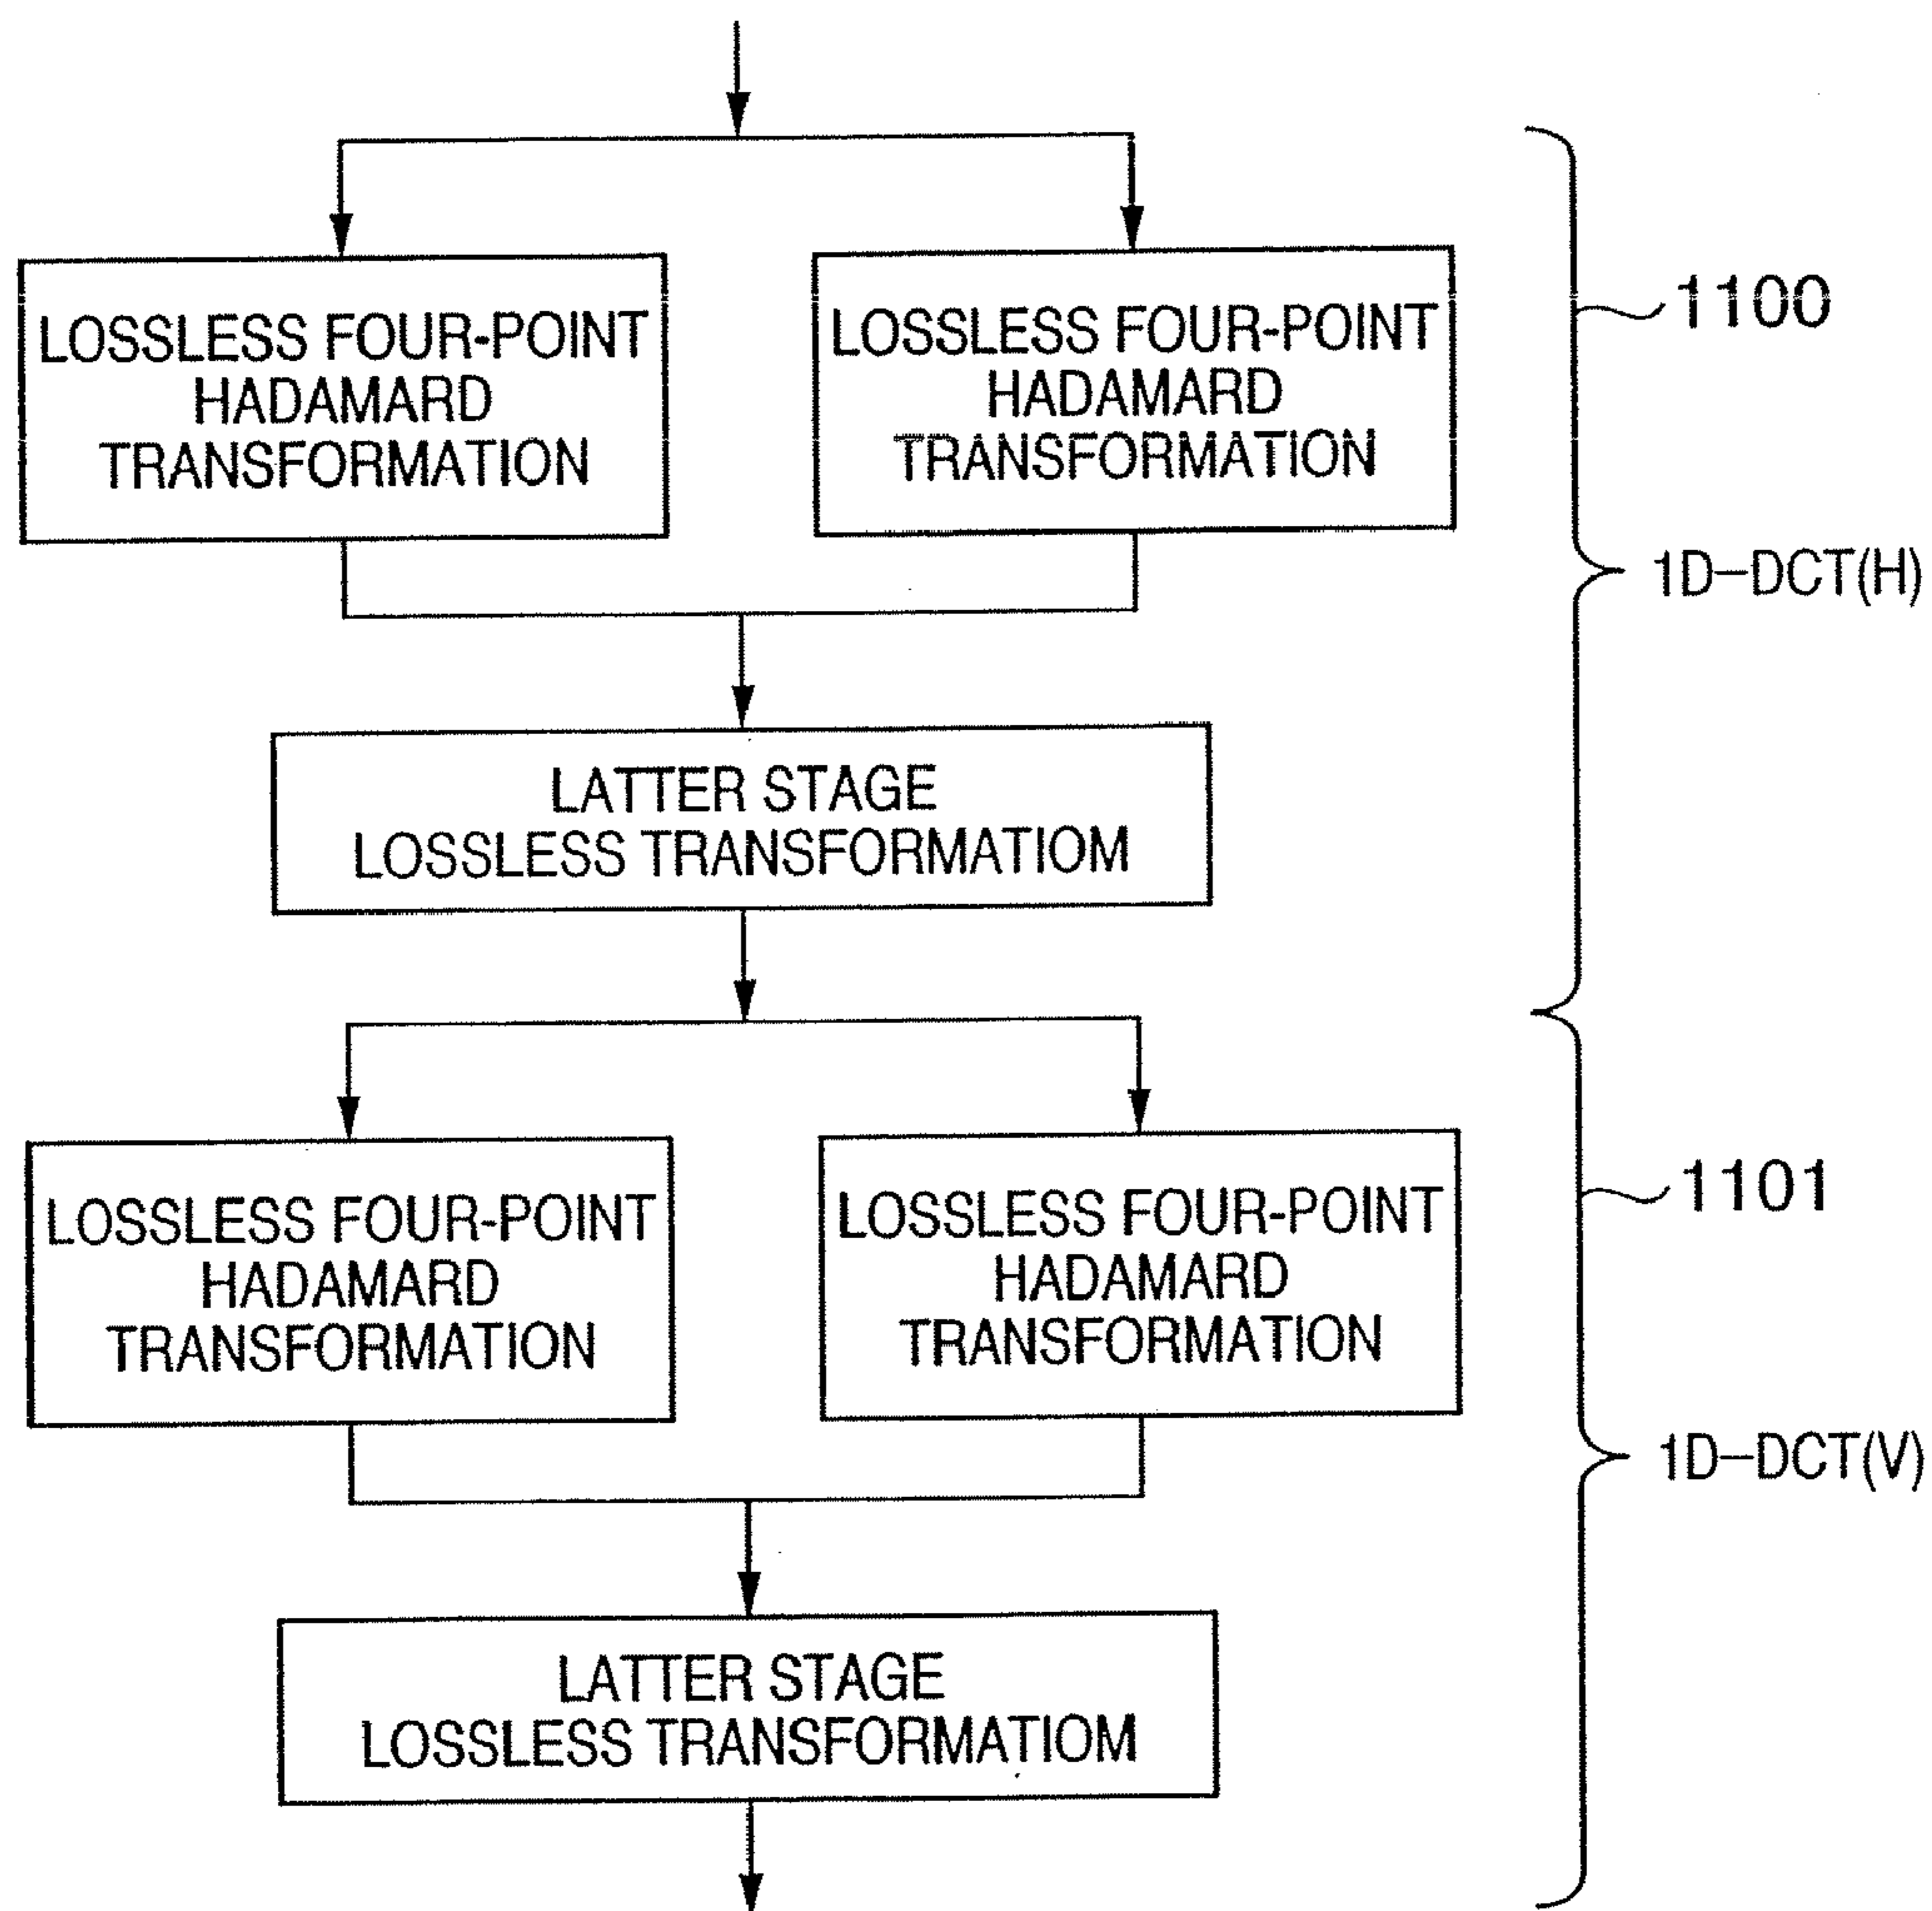 LOSSLESS FOUR-POINT
HADAMARD
TRANSFORMATION
LOSSLESS FOUR-POINT
HADAMARD
TRANSFORMATION
1100
1D-DCT(H)
LATTER STAGE
LOSSLESS TRANSFORMATIOM
LOSSLESS FOUR-POINT
HADAMARD
TRANSFORMATION
LOSSLESS FOUR-POINT
HADAMARD
TRANSFORMATION
1101
1D-DCT(V)
LATTER STAGE
LOSSLESS TRANSFORMATIOM